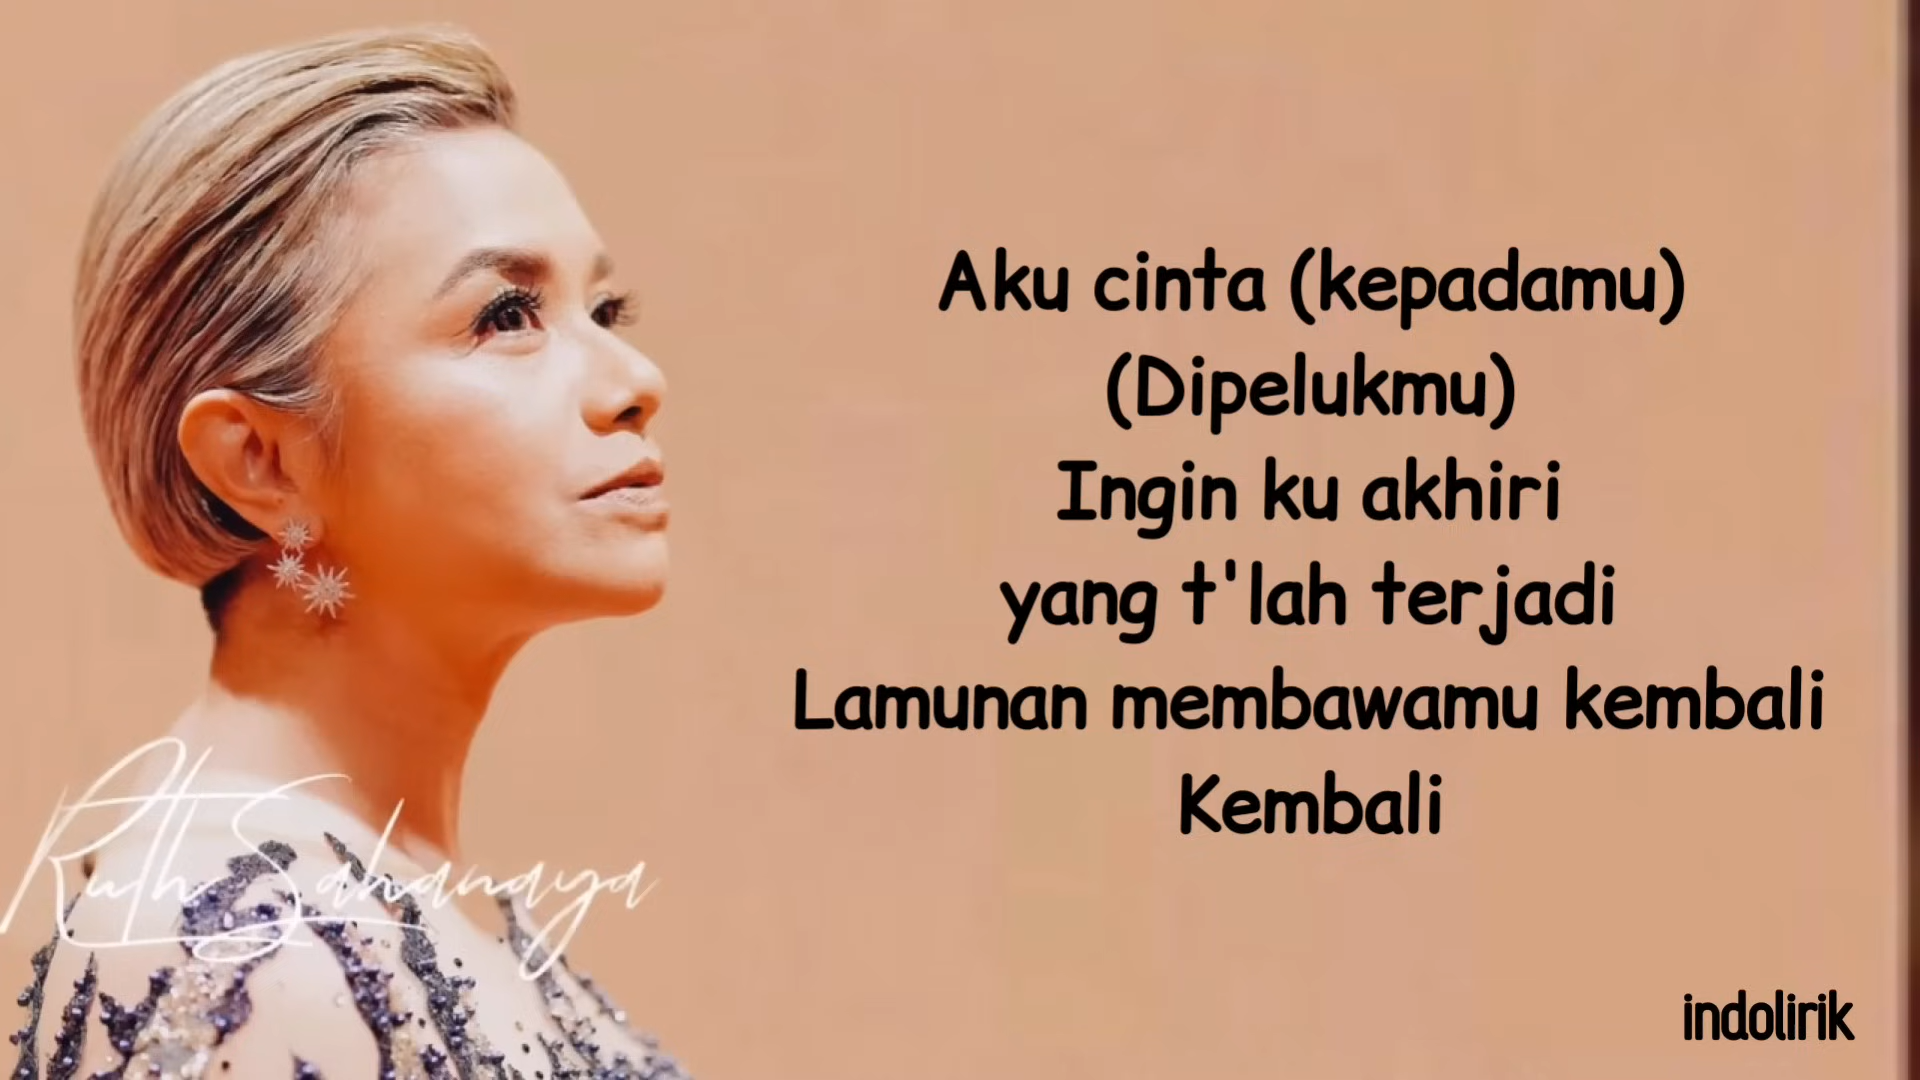 Aku cinta (kepadamu)
(Dipelukmu)
Ingin ku akhiri
yang t'lah terjadi
Lamunan membawamu kembali
Kembali
Ruth Sahanaya
indolirik